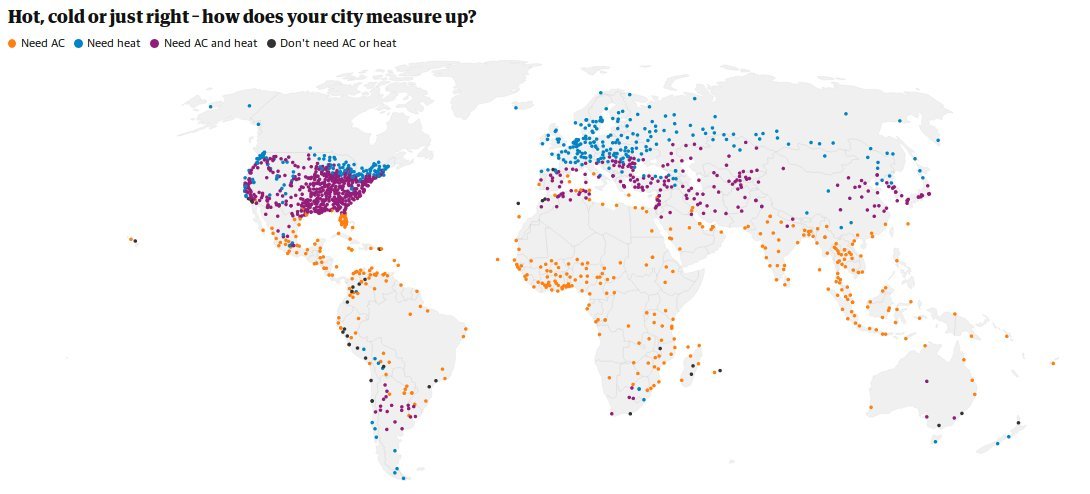 Hot, cold or just right – how does your city measure up?
Need AC Need heat Need AC and heat Don't need AC or heat